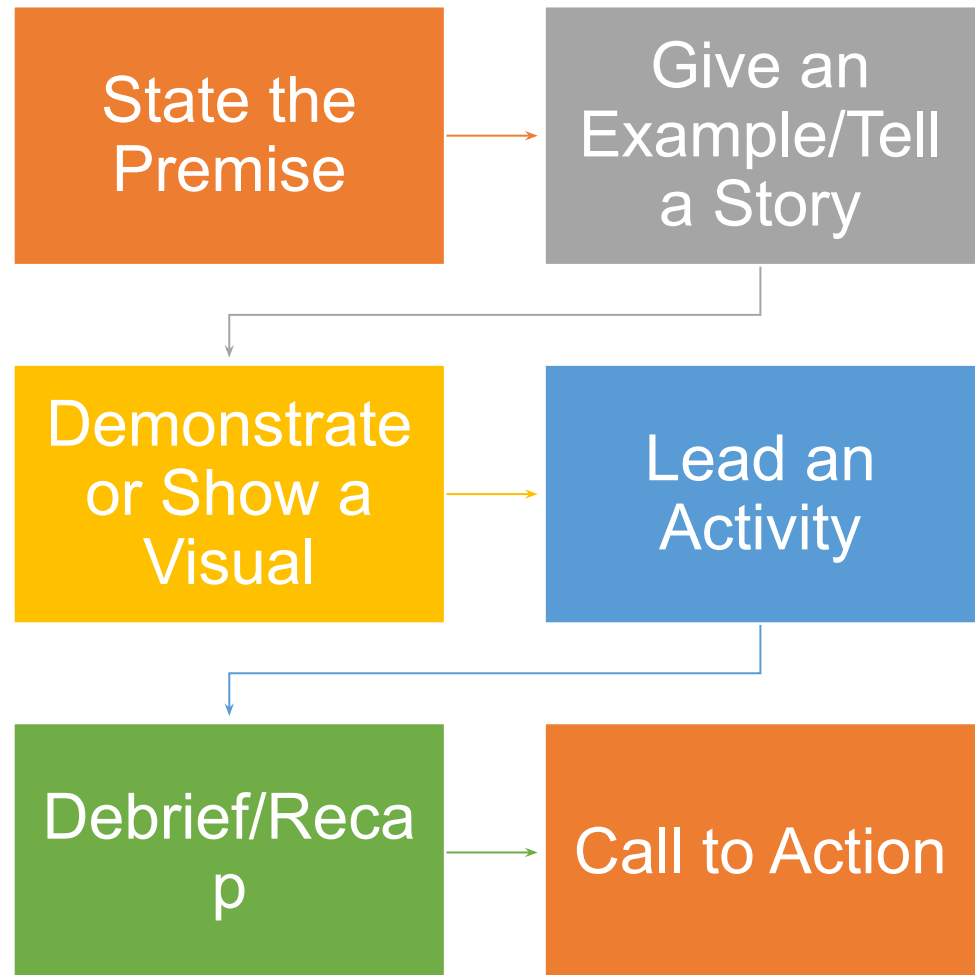 State the
Premise
Give an
Example/Tell
a Story
Demonstrate
or Show a
Visual
Lead an
Activity
Debrief/Reca
p
Call to Action